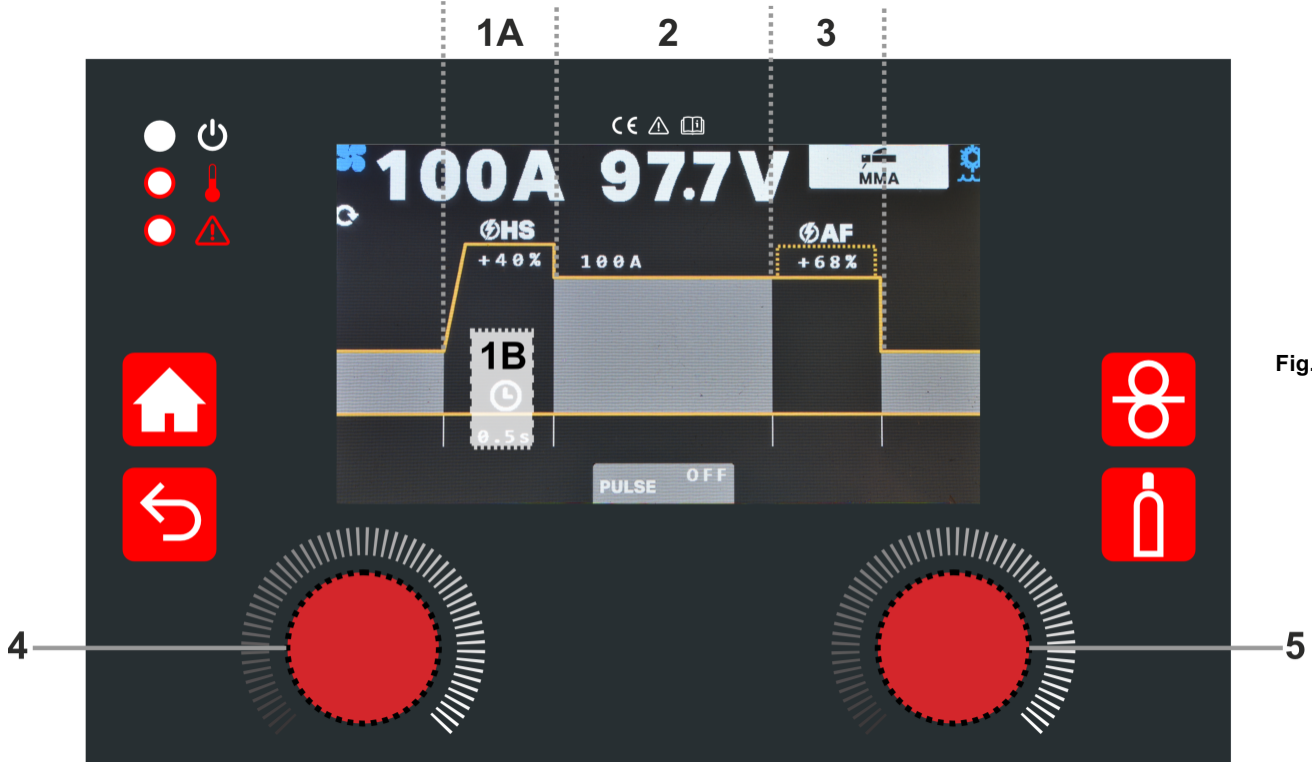 1A 2 3
CE
100A 97.7V MMA
HS AF
+40% 100A +68%
1B
0.5s
Fig.
PULSE OFF
4 5